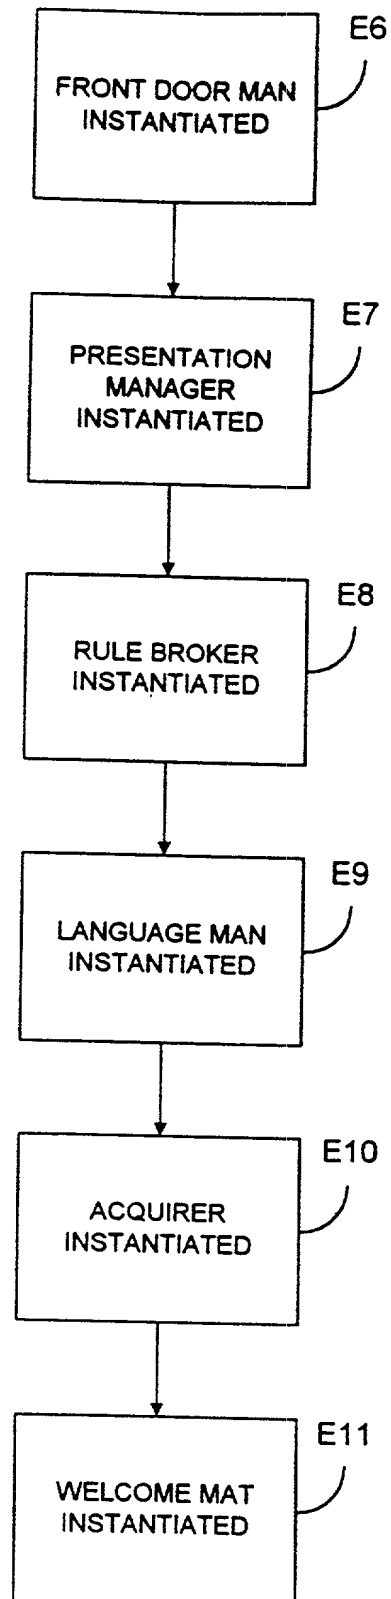 E6
FRONT DOOR MAN
INSTANTIATED
E7
PRESENTATION
MANAGER
INSTANTIATED
E8
RULE BROKER
INSTANTIATED
E9
LANGUAGE MAN
INSTANTIATED
E10
ACQUIRER
INSTANTIATED
E11
WELCOME MAT
INSTANTIATED